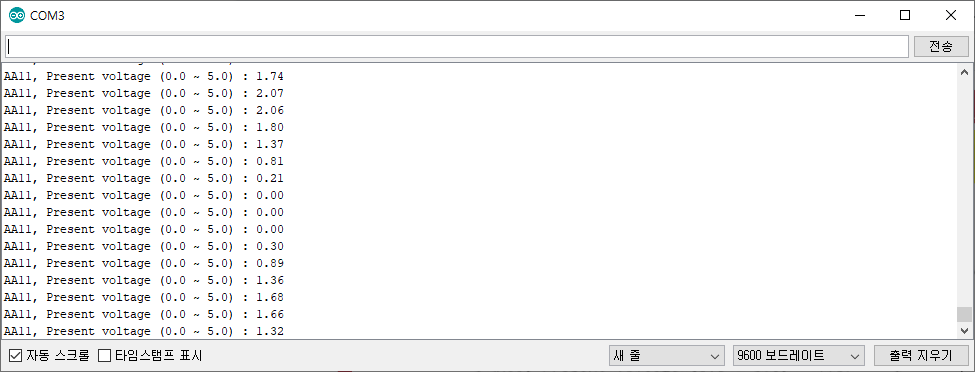 COM3
전송
AA11, Present voltage (0.0 ~ 5.0) : 1.74
AA11, Present voltage (0.0 ~ 5.0) : 2.07
AA11, Present voltage (0.0 ~ 5.0) : 2.06
AA11, Present voltage (0.0 ~ 5.0) : 1.80
AA11, Present voltage (0.0 ~ 5.0) : 1.37
AA11, Present voltage (0.0 ~ 5.0) : 0.81
AA11, Present voltage (0.0 ~ 5.0) : 0.21
AA11, Present voltage (0.0 ~ 5.0) : 0.00
AA11, Present voltage (0.0 ~ 5.0) : 0.00
AA11, Present voltage (0.0 ~ 5.0) : 0.00
AA11, Present voltage (0.0 ~ 5.0) : 0.30
AA11, Present voltage (0.0 ~ 5.0) : 0.89
AA11, Present voltage (0.0 ~ 5.0) : 1.36
AA11, Present voltage (0.0 ~ 5.0) : 1.68
AA11, Present voltage (0.0 ~ 5.0) : 1.66
AA11, Present voltage (0.0 ~ 5.0) : 1.32
자동 스크롤 타임스탬프 표시 새 줄 9600 보드레이트 출력 지우기